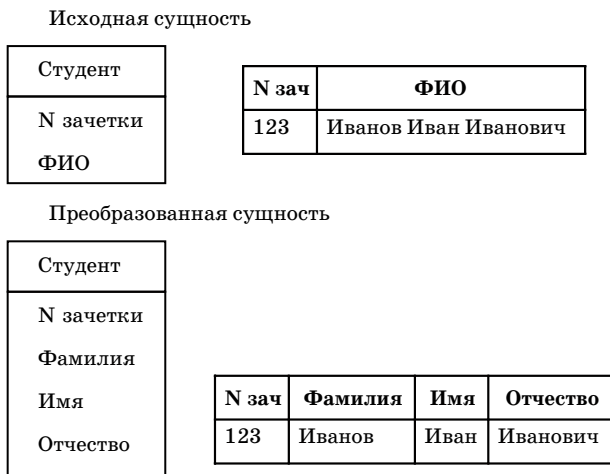 Исходная сущность
Студент
N зачетки
ФИО
N зач ФИО
123 Иванов Иван Иванович
Преобразованная сущность
Студент
N зачетки
Фамилия
Имя
Отчество
N зач Фамилия Имя Отчество
123 Иванов Иван Иванович